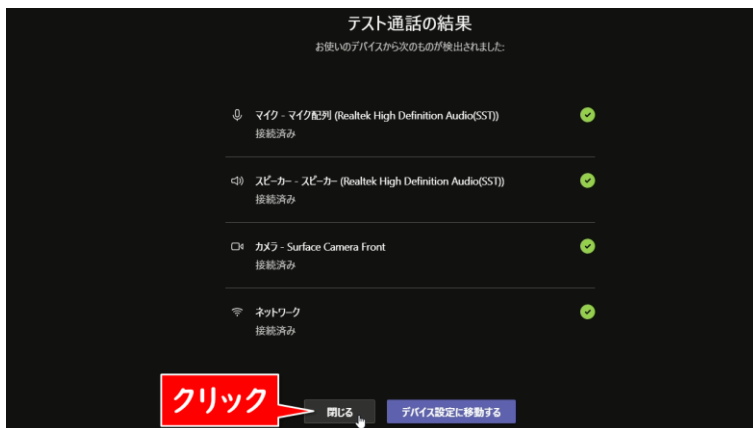 テスト通話の結果
お使いのデバイスから次のものが検出されました:
マイク - マイク配列 (Realtek High Definition Audio(SST))
接続済み
スピーカー - スピーカー (Realtek High Definition Audio(SST))
接続済み
カメラ - Surface Camera Front
接続済み
ネットワーク
接続済み
クリック
閉じる
デバイス設定に移動する